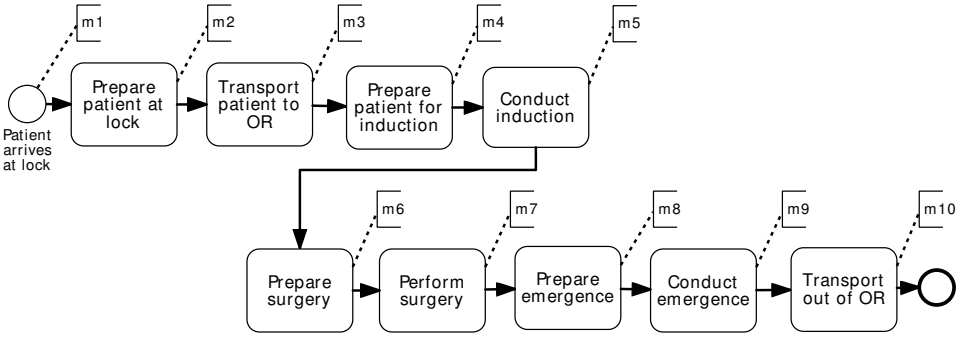 m1
m2
m3
m4
m5
Prepare
patient at
lock
Transport
patient to
OR
Prepare
patient for
induction
Conduct
induction
Patient
arrives
at lock
m6
m7
m8
m9
m10
Prepare
surgery
Perform
surgery
Prepare
emergence
Conduct
emergence
Transport
out of OR